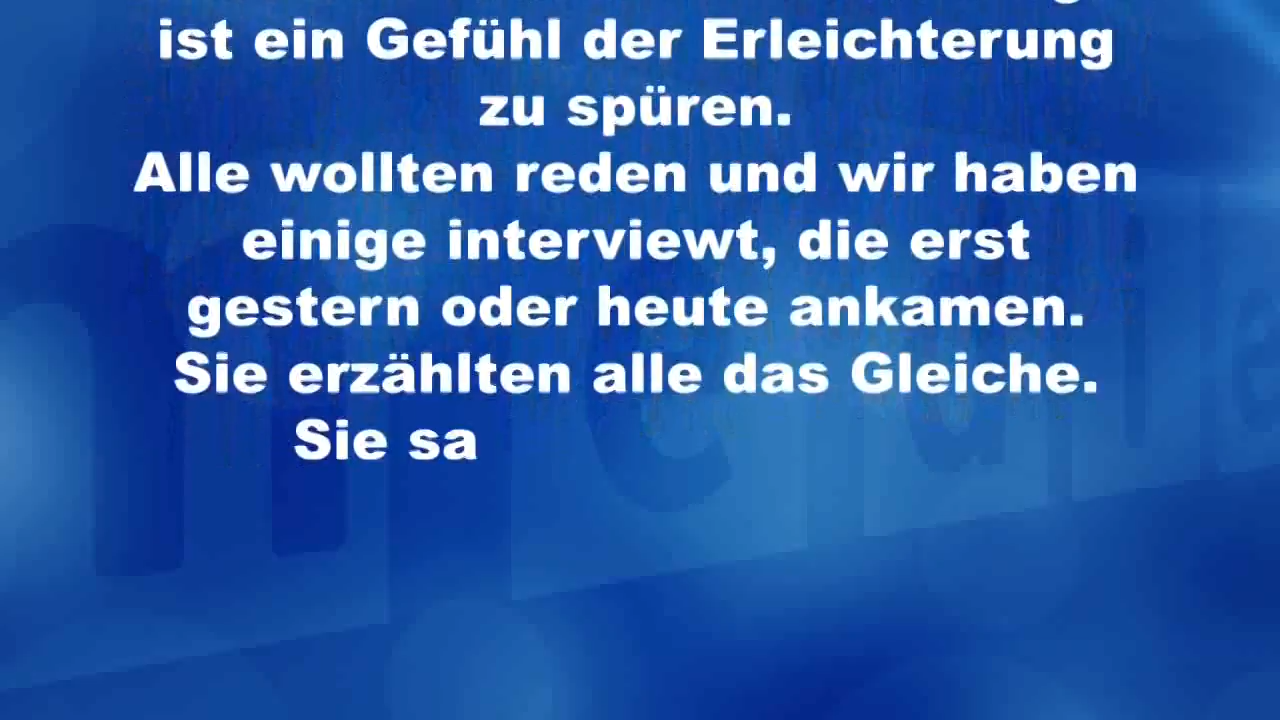 ist ein Gefühl der Erleichterung
zu spüren.
Alle wollten reden und wir haben
einige interviewt, die erst
gestern oder heute ankamen.
Sie erzählten alle das Gleiche.
Sie sa